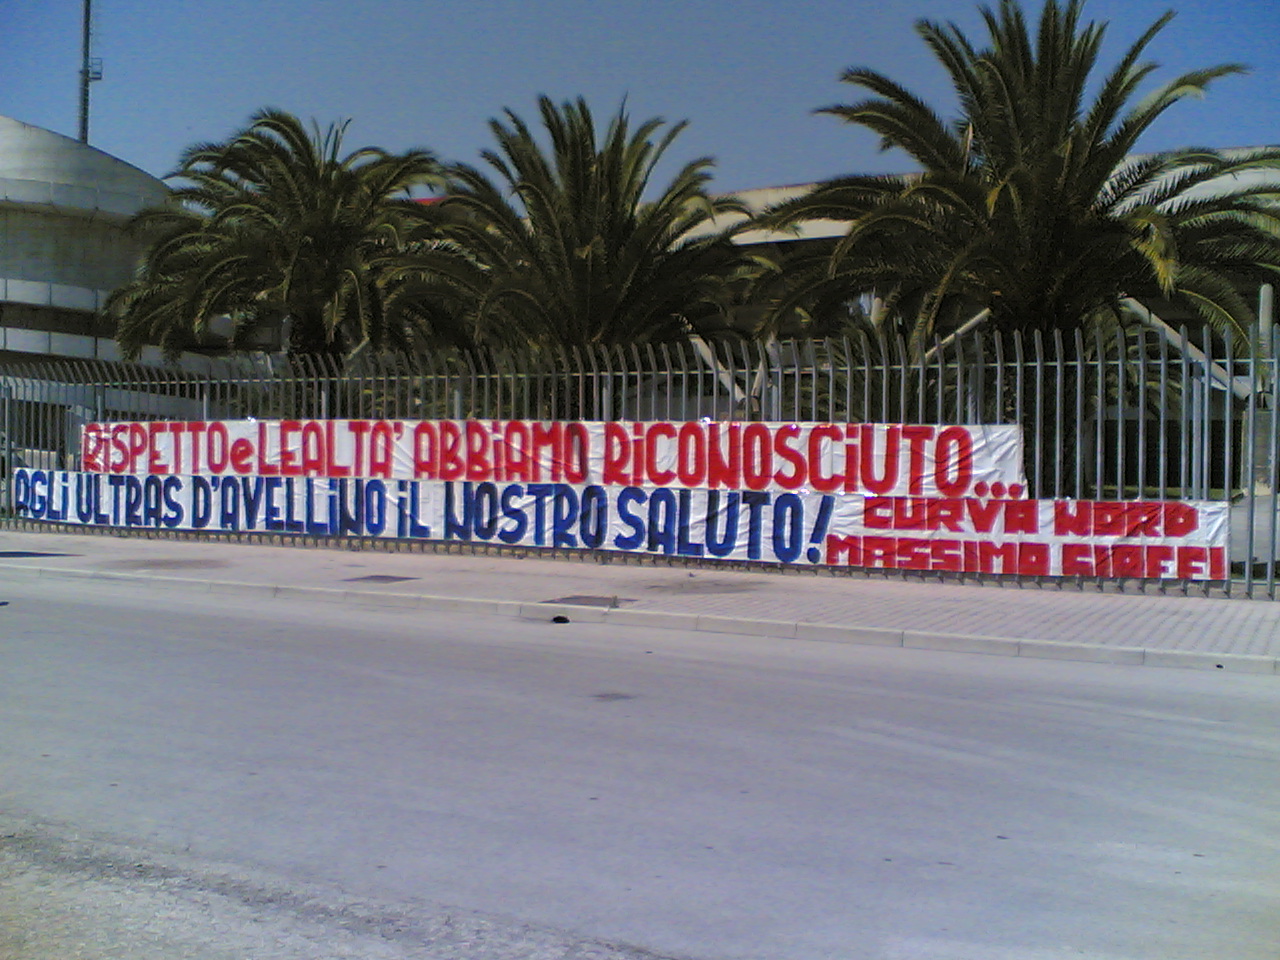 RiSPETTO e LEALTA' ABBiAMO RiCONOSCiUTO...
AGLi ULTRAS D'AVELLiNO iL NOSTRO SALUTO!
CURVA NORD
MASSIMO CIOFFI